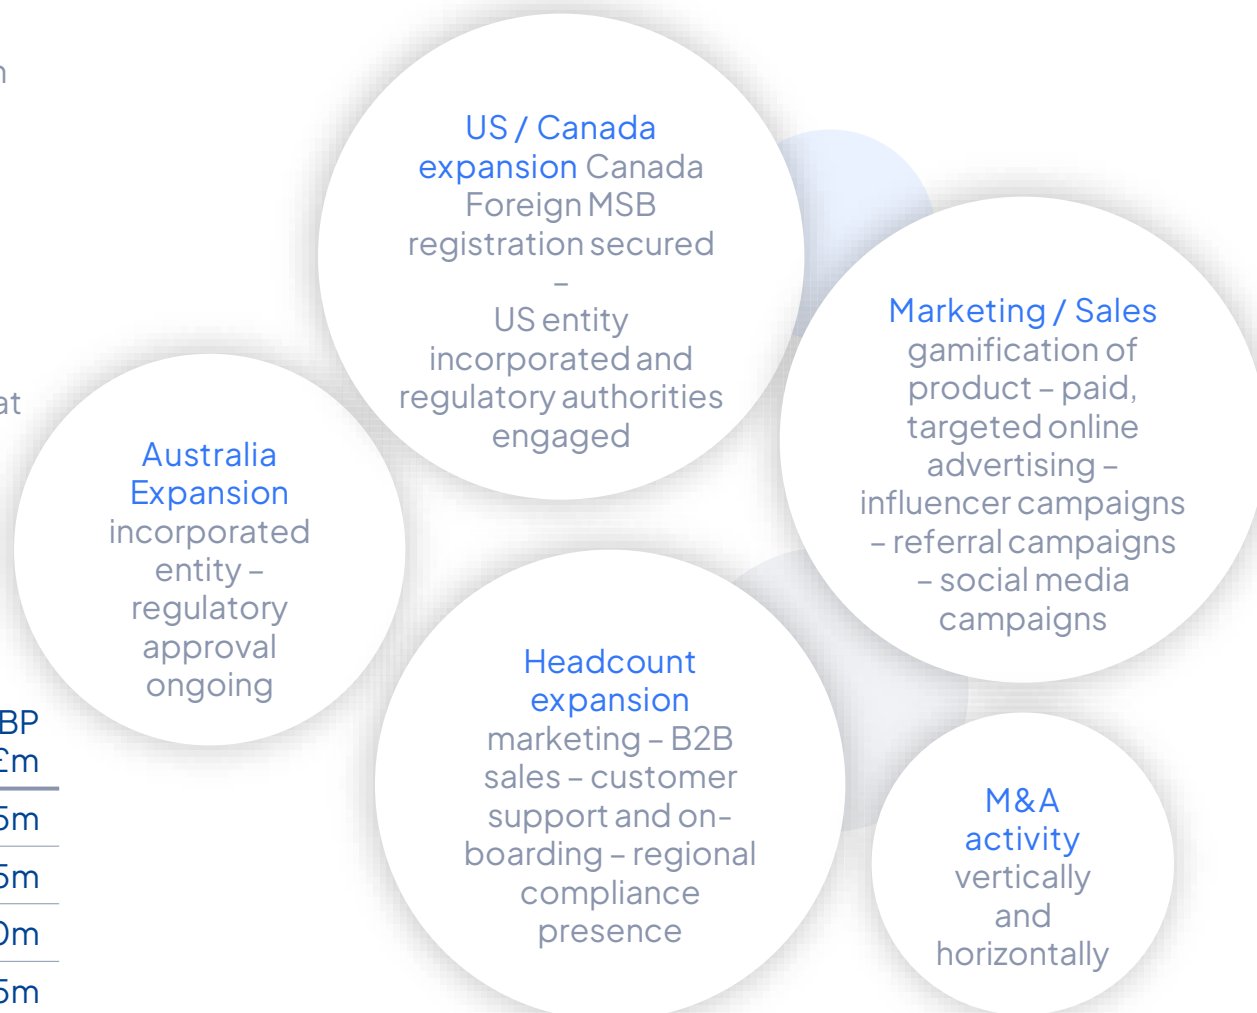 US / Canada
expansion Canada
Foreign MSB
registration secured
–
US entity
incorporated and
regulatory authorities
engaged
Marketing / Sales
gamification of
product – paid,
targeted online
advertising –
influencer campaigns
– referral campaigns
– social media
campaigns
Australia
Expansion
incorporated
entity –
regulatory
approval
ongoing
Headcount
expansion
marketing – B2B
sales – customer
support and on-
boarding – regional
compliance
presence
M&A
activity
vertically
and
horizontally
£m